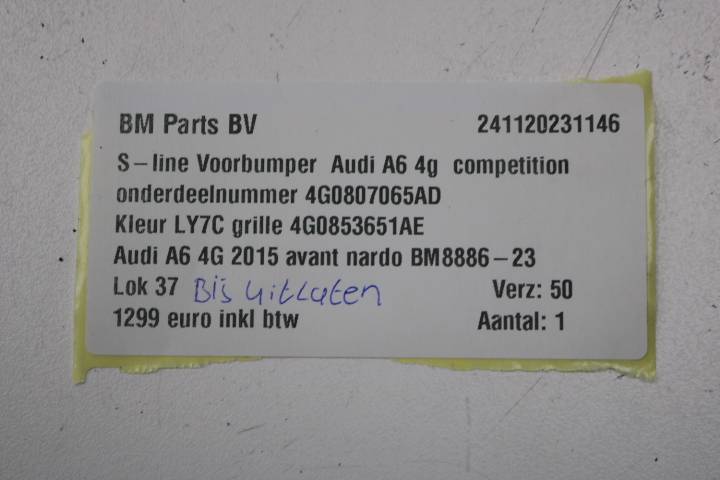 BM Parts BV 241120231146
S-line Voorbumper Audi A6 4g competition
onderdeelnummer 4G0807065AD
Kleur LY7C grille 4G0853651AE
Audi A6 4G 2015 avant nardo BM8886-23
Lok 37 Bij uitlaten Verz: 50
1299 euro inkl btw Aantal: 1